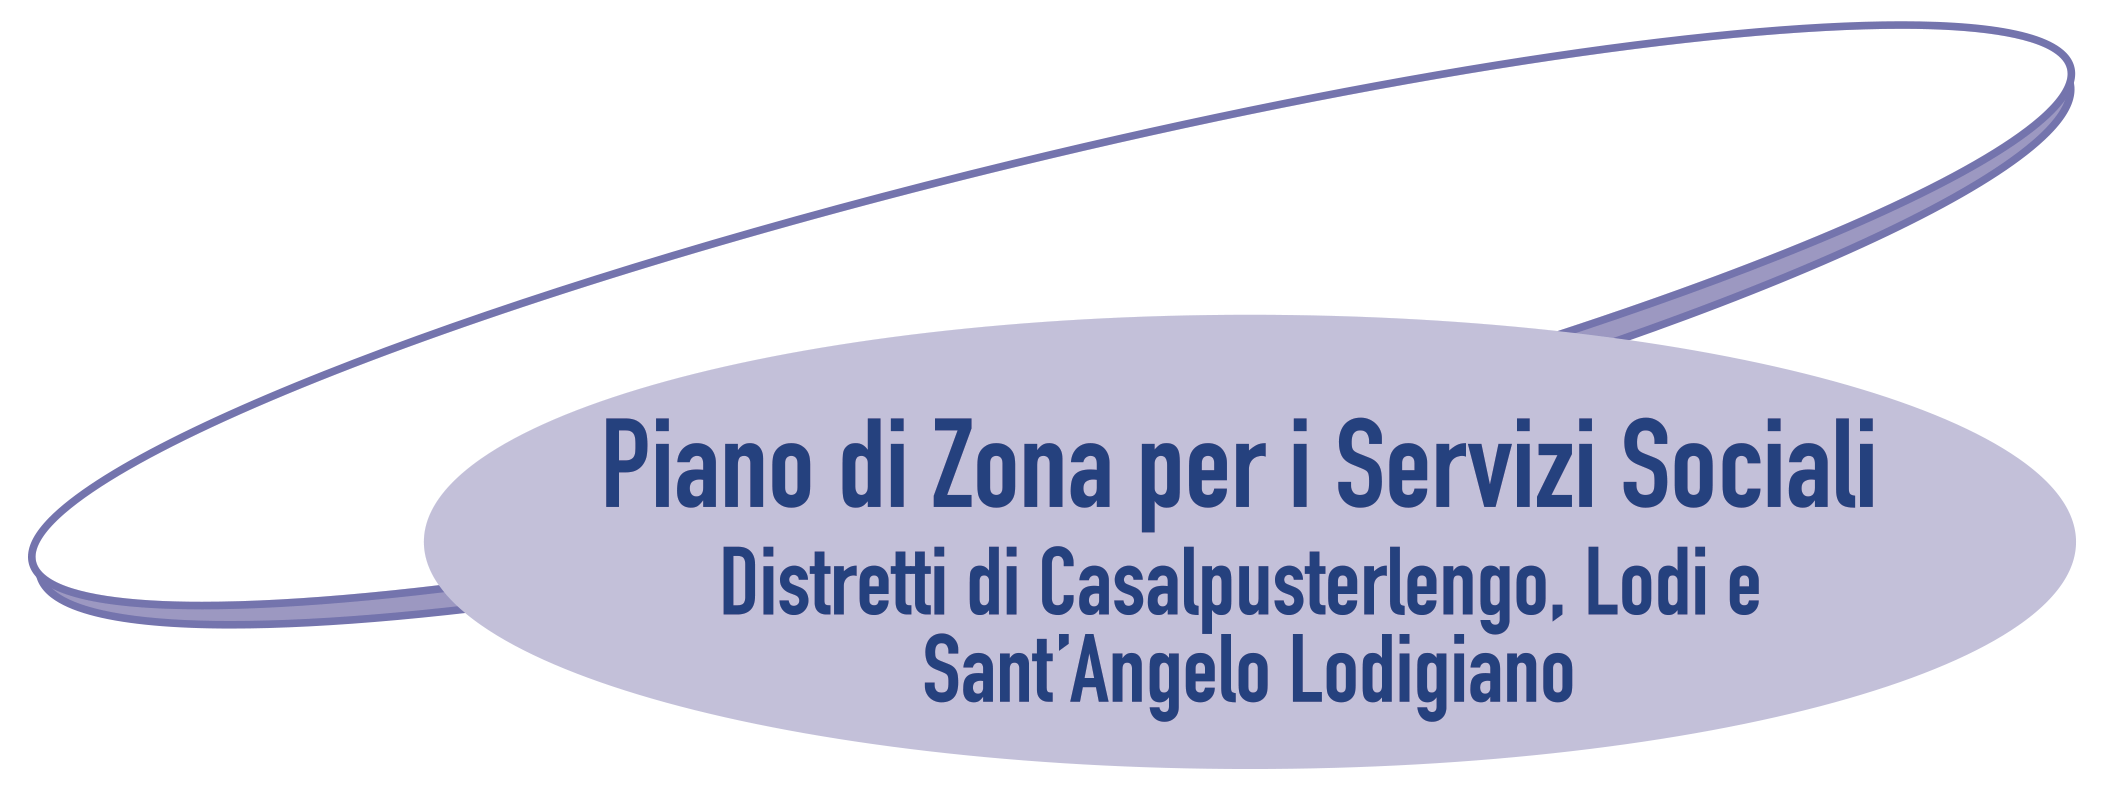 Piano di Zona per i Servizi Sociali
Distretti di Casalpusterlengo, Lodi e
Sant'Angelo Lodigiano